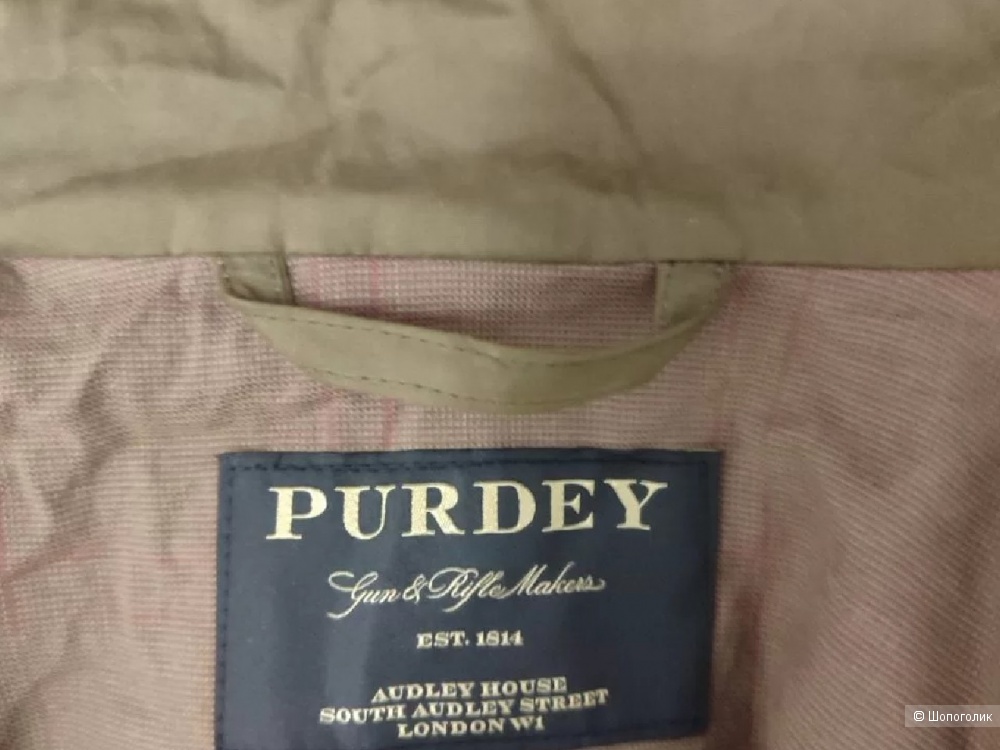 PURDEY
Gun & Rifle Makers
EST. 1814
AUDLEY HOUSE
SOUTH AUDLEY STREET
LONDON W1
© Шопоголик